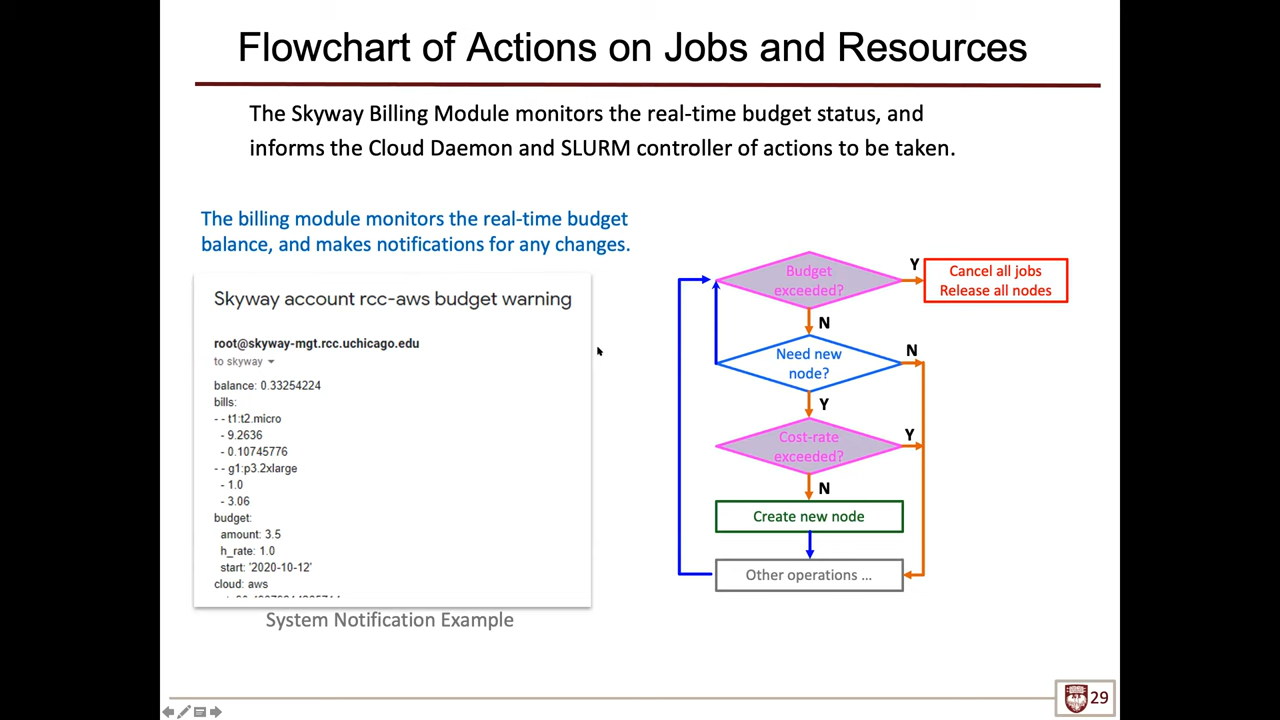 Flowchart of Actions on Jobs and Resources
The Skyway Billing Module monitors the real-time budget status, and
informs the Cloud Daemon and SLURM controller of actions to be taken.
The billing module monitors the real-time budget
balance, and makes notifications for any changes.
Skyway account rcc-aws budget warning
root@skyway-mgt.rcc.uchicago.edu
to skyway
balance: 0.33254224
bills:
- - t1:t2.micro
- 9.2636
- 0.10745776
- - g1:p3.2xlarge
- 1.0
- 3.06
budget:
amount: 3.5
h_rate: 1.0
start: '2020-10-12'
cloud: aws
System Notification Example
Budget
exceeded?
Y
Cancel all jobs
Release all nodes
N
Need new
node?
N
Y
Cost-rate
exceeded?
Y
N
Create new node
Other operations ...
29